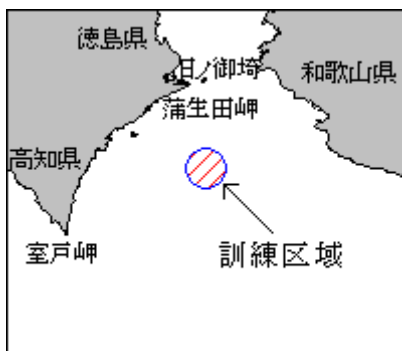 徳島県
日ノ御埼
和歌山県
蒲生田岬
高知県
室戸岬
訓練区域